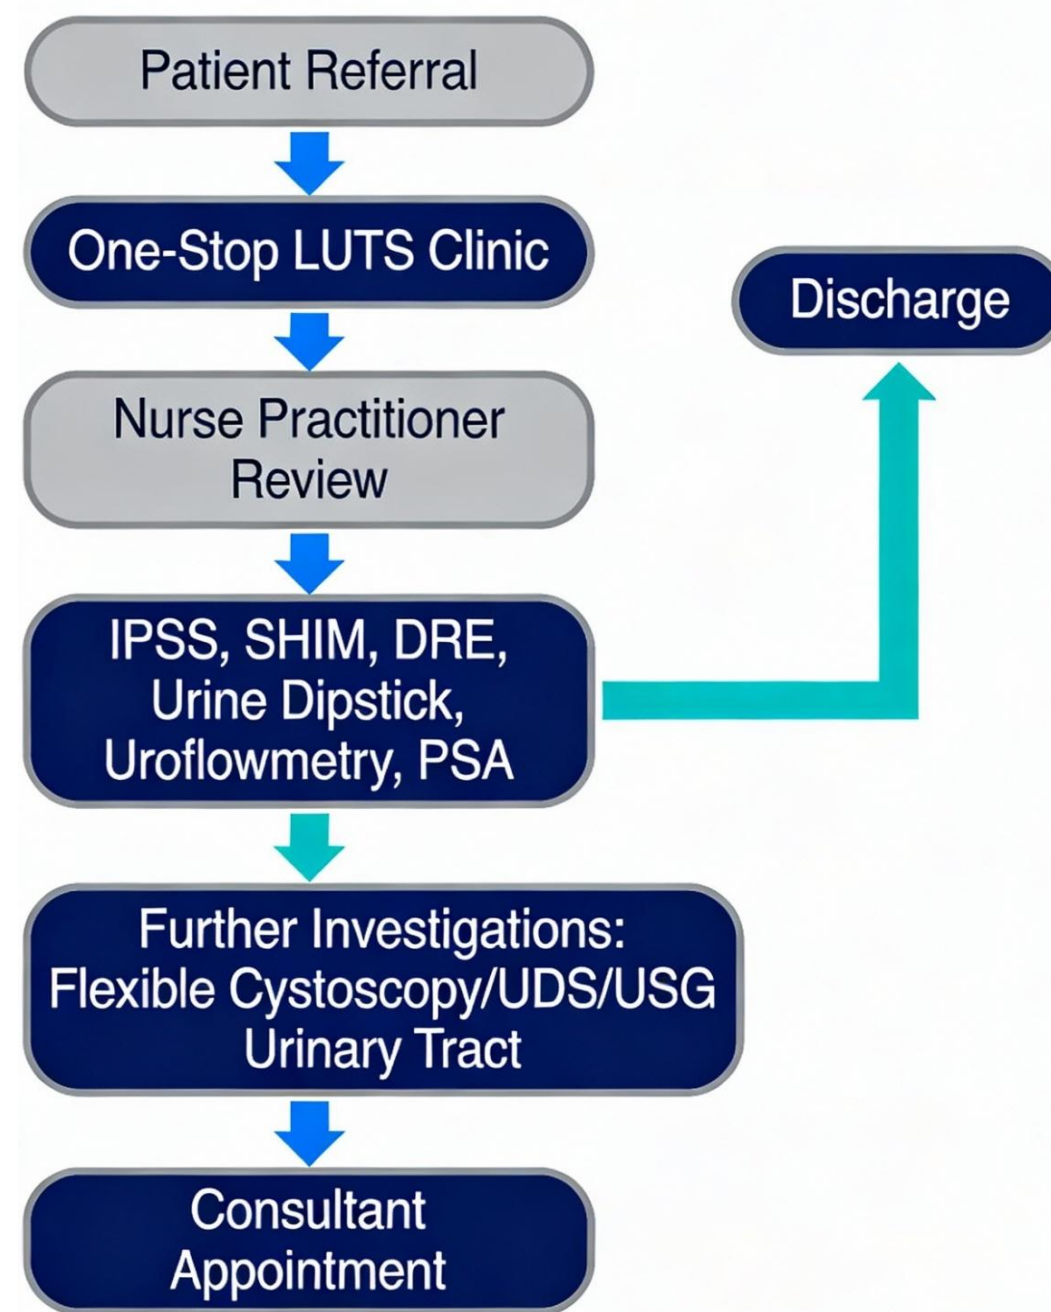 Patient Referral
One-Stop LUTS Clinic
Discharge
Nurse Practitioner
Review
IPSS, SHIM, DRE,
Urine Dipstick,
Uroflowmetry, PSA
Further Investigations:
Flexible Cystoscopy/UDS/USG
Urinary Tract
Consultant
Appointment